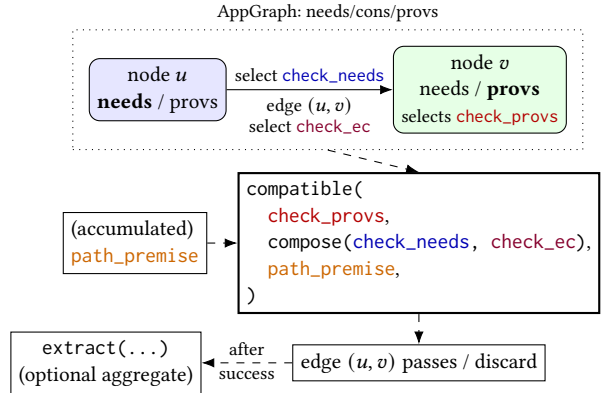 AppGraph: needs/cons/provs
node u
needs / provs
select check_needs
edge (u, v)
select check_ec
node v
needs / provs
selects check_provs
(accumulated)
path_premise
compatible(
check_provs,
compose(check_needs, check_ec),
path_premise,
)
extract(...)
(optional aggregate)
after
success
edge (u, v) passes / discard